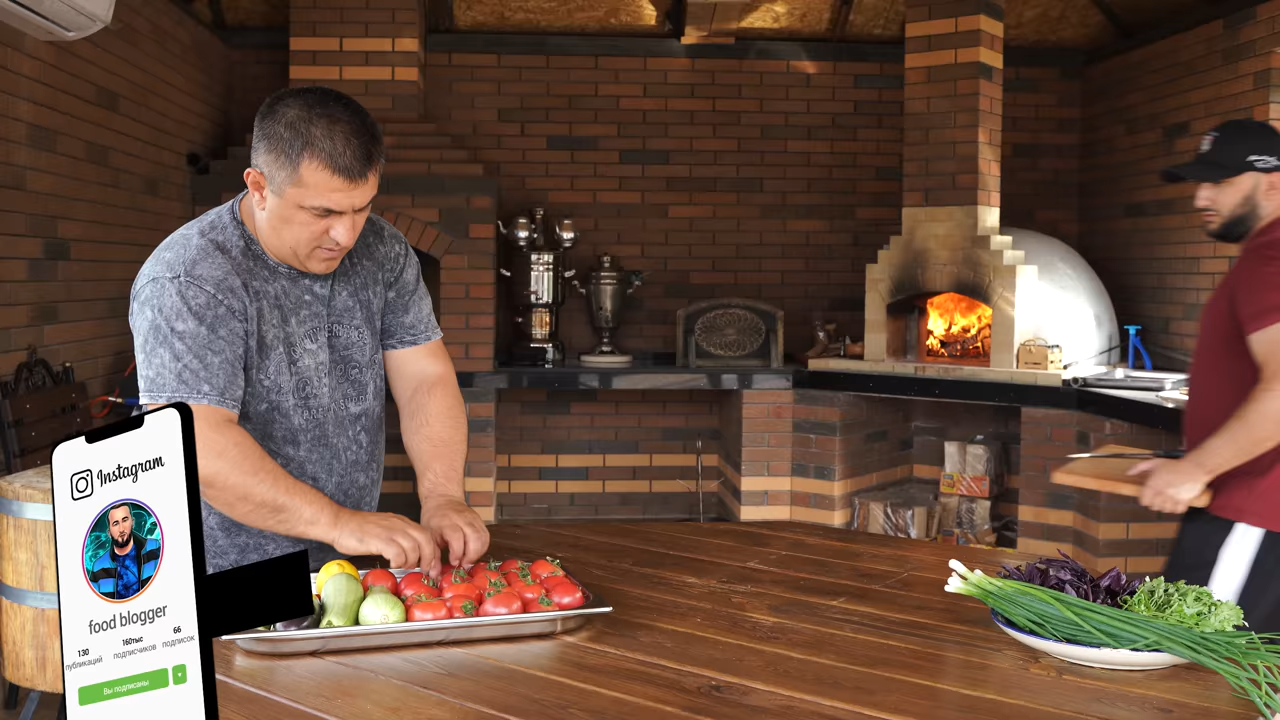 Instagram
food blogger
130
160тыс
66
публикаций
подписчиков
подписок
Вы подписаны